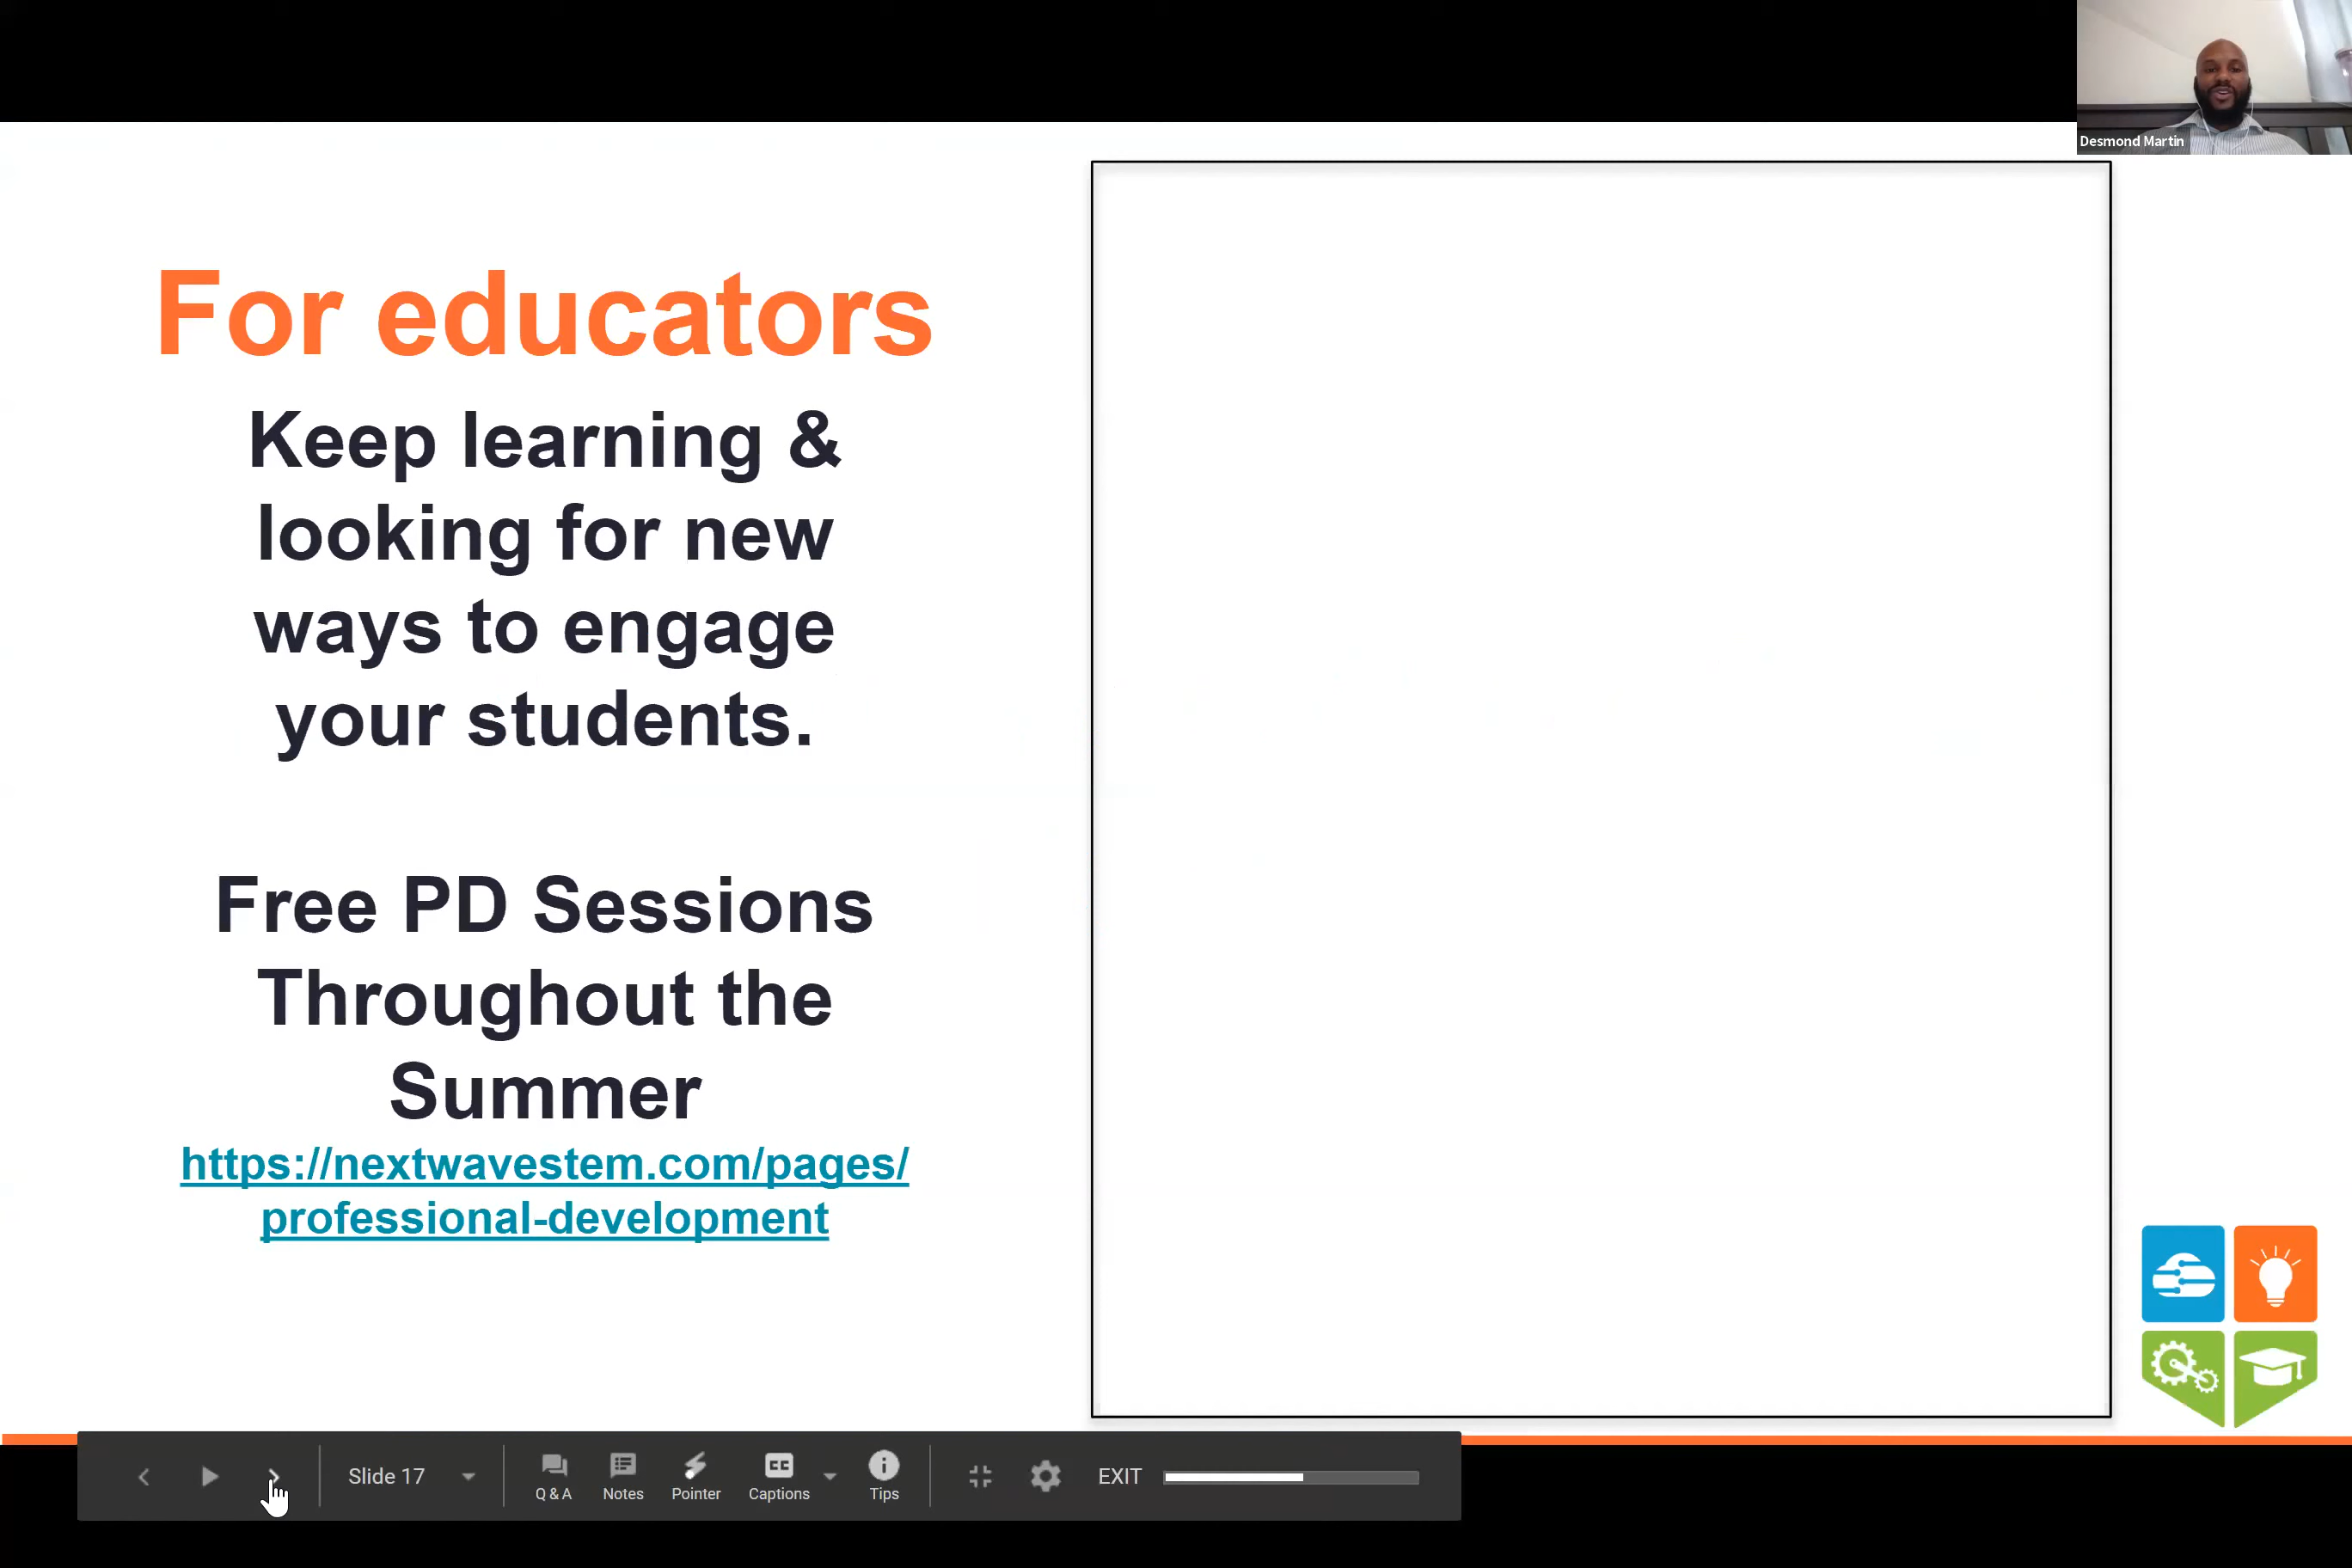 Desmond Martin
For educators
Keep learning &
looking for new
ways to engage
your students.
Free PD Sessions
Throughout the
Summer
https://nextwavestem.com/pages/
professional-development
Slide 17
Q & A
Notes
Pointer
CC
Captions
Tips
EXIT